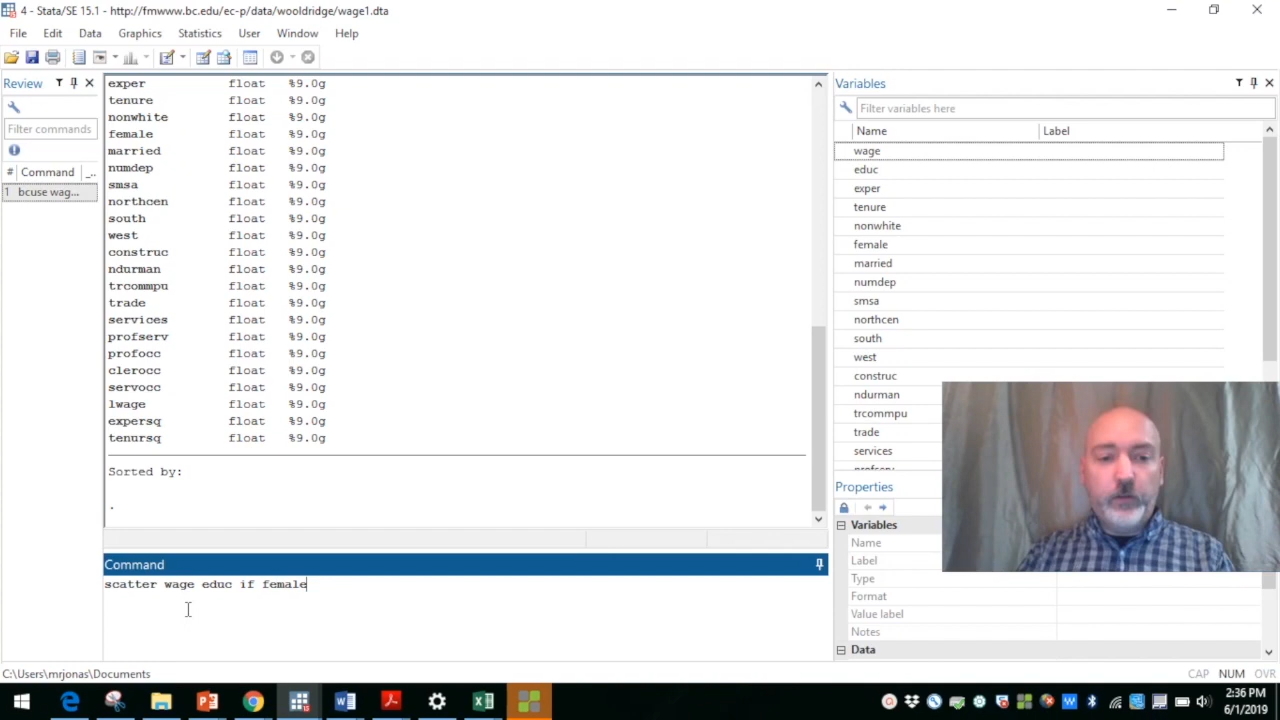 4 - Stata/SE 15.1 - http://fmwww.bc.edu/ec-p/data/wooldridge/wage1.dta
File Edit Data Graphics Statistics User Window Help
Review
Filter commands
# Command _..
1 bcuse wag...
exper float %9.0g
tenure float %9.0g
nonwhite float %9.0g
female float %9.0g
married float %9.0g
numdep float %9.0g
smsa float %9.0g
northcen float %9.0g
south float %9.0g
west float %9.0g
construc float %9.0g
ndurman float %9.0g
trcommpu float %9.0g
trade float %9.0g
services float %9.0g
profserv float %9.0g
profocc float %9.0g
clerocc float %9.0g
servocc float %9.0g
lwage float %9.0g
expersq float %9.0g
tenursq float %9.0g
Sorted by:
.
Command
scatter wage educ if female
Variables
Filter variables here
Name Label
wage
educ
exper
tenure
nonwhite
female
married
numdep
smsa
northcen
south
west
construc
ndurman
trcommpu
trade
services
profserv
Properties
Variables
Name
Label
Type
Format
Value label
Notes
Data
C:\Users\mrjonas\Documents
CAP NUM OVR
2:36 PM
6/1/2019